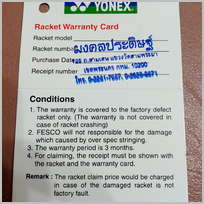 YONEX
Racket Warranty Card
Racket model
Racket number
ผดุงศิลป์ประดิษฐ์
Purchase Date
Receipt number
Conditions
1. The warranty is covered to the factory defect
racket only. (The warranty is not covered in
case of racket crashing)
2. FESCO will not responsible for the damage
which caused by over spec stringing.
3. The warranty period is 3 months.
4. For claiming, the receipt must be shown with
the racket and the warranty card.
Remark : The racket claim price would be charged
in case of the damaged racket is not
factory fault.